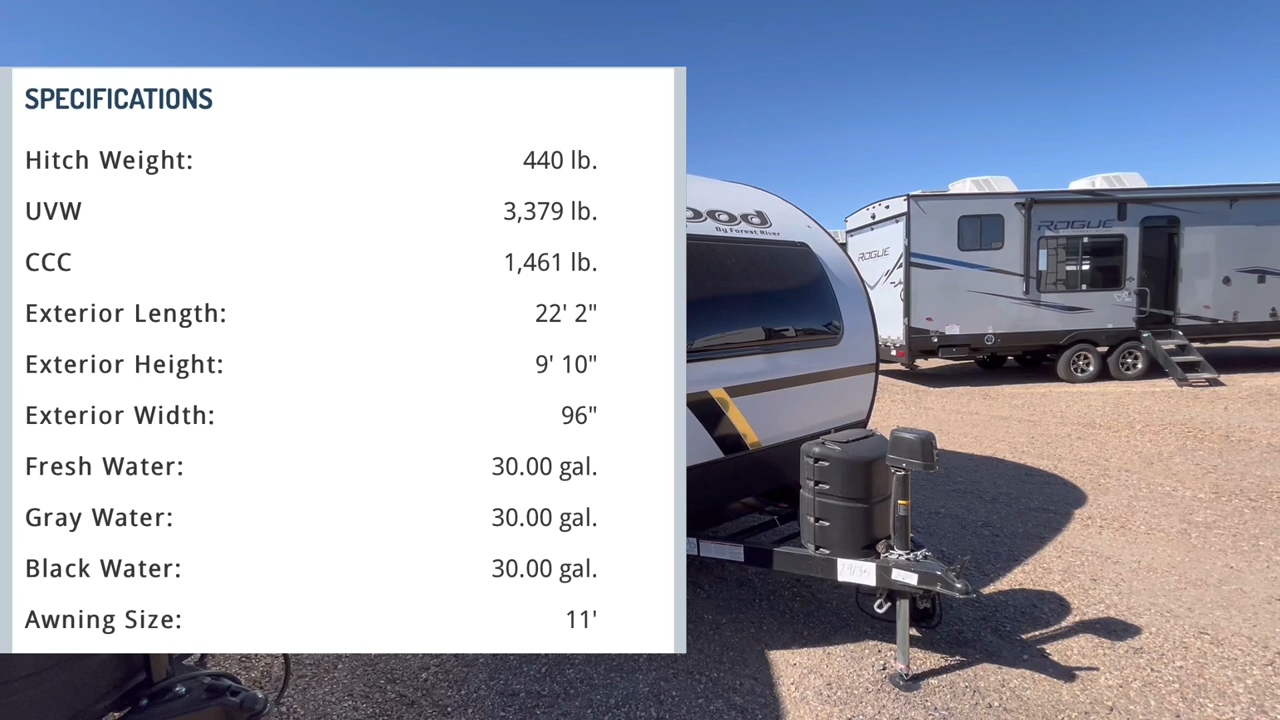 SPECIFICATIONS
Hitch Weight: 440 lb.
UVW 3,379 lb.
CCC 1,461 lb.
Exterior Length: 22' 2"
Exterior Height: 9' 10"
Exterior Width: 96"
Fresh Water: 30.00 gal.
Gray Water: 30.00 gal.
Black Water: 30.00 gal.
Awning Size: 11'
ood
By Forest River
ROGUE
ROGUE